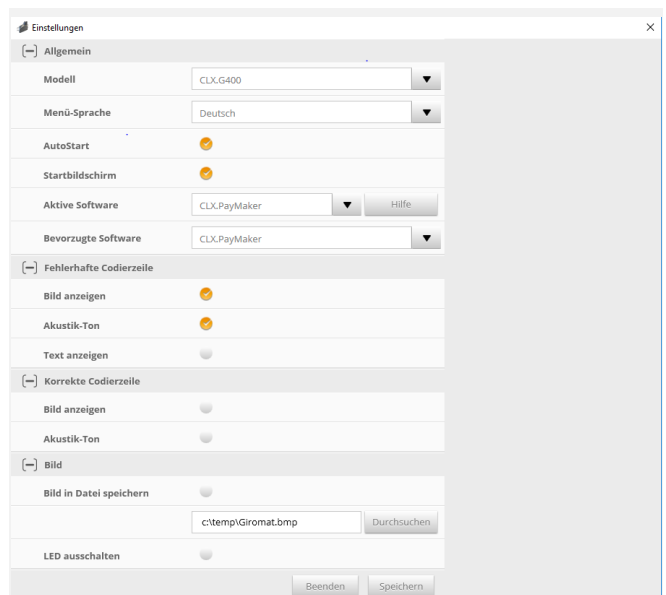 Einstellungen
Allgemein
Modell CLX.G400
Menü-Sprache Deutsch
AutoStart
Startbildschirm
Aktive Software CLX.PayMaker Hilfe
Bevorzugte Software CLX.PayMaker
Fehlerhafte Codierzeile
Bild anzeigen
Akustik-Ton
Text anzeigen
Korrekte Codierzeile
Bild anzeigen
Akustik-Ton
Bild
Bild in Datei speichern
c:\temp\Giromat.bmp Durchsuchen
LED ausschalten
Beenden Speichern